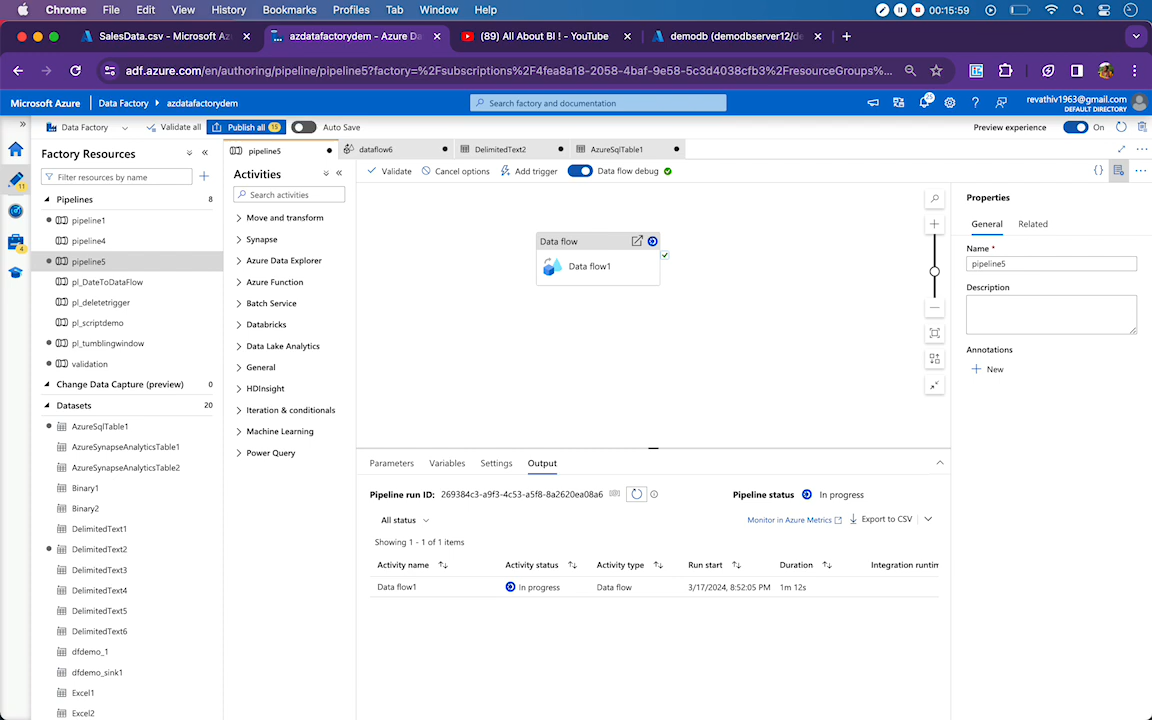 Chrome File Edit View History Bookmarks Profiles Tab Window Help 00:15:59
SalesData.csv - Microsoft Az azdatafactorydem - Azure Da (89) All About BI ! - YouTube demodb (demodbserver12/de
adf.azure.com/en/authoring/pipeline/pipeline5?factory=%2Fsubscriptions%2F4fea8a18-2058-4baf-9e58-5c3d4038cfb3%2FresourceGroups%...
Microsoft Azure Data Factory azdatafactorydem Search factory and documentation 25 revathiv1963@gmail.com
DEFAULT DIRECTORY
Data Factory Validate all Publish all 15 Auto Save Preview experience On
Factory Resources
Filter resources by name
Pipelines 8
pipeline1
pipeline4
pipeline5
pl_DateToDataFlow
pl_deletetrigger
pl_scriptdemo
pl_tumblingwindow
validation
Change Data Capture (preview) 0
Datasets 20
AzureSqlTable1
AzureSynapseAnalyticsTable1
AzureSynapseAnalyticsTable2
Binary1
Binary2
DelimitedText1
DelimitedText2
DelimitedText3
DelimitedText4
DelimitedText5
DelimitedText6
dfdemo_1
dfdemo_sink1
Excel1
Excel2
11
4
pipeline5 dataflow6 DelimitedText2 AzureSqlTable1
Activities
Search activities
Move and transform
Synapse
Azure Data Explorer
Azure Function
Batch Service
Databricks
Data Lake Analytics
General
HDInsight
Iteration & conditionals
Machine Learning
Power Query
Validate Cancel options Add trigger Data flow debug
Data flow
Data flow1
Parameters Variables Settings Output
Pipeline run ID: 269384c3-a9f3-4c53-a5f8-8a2620ea08a6 Pipeline status In progress
All status Monitor in Azure Metrics Export to CSV
Showing 1 - 1 of 1 items
Activity name Activity status Activity type Run start Duration Integration runtim
Data flow1 In progress Data flow 3/17/2024, 8:52:05 PM 1m 12s
Properties
General Related
Name *
pipeline5
Description
Annotations
New